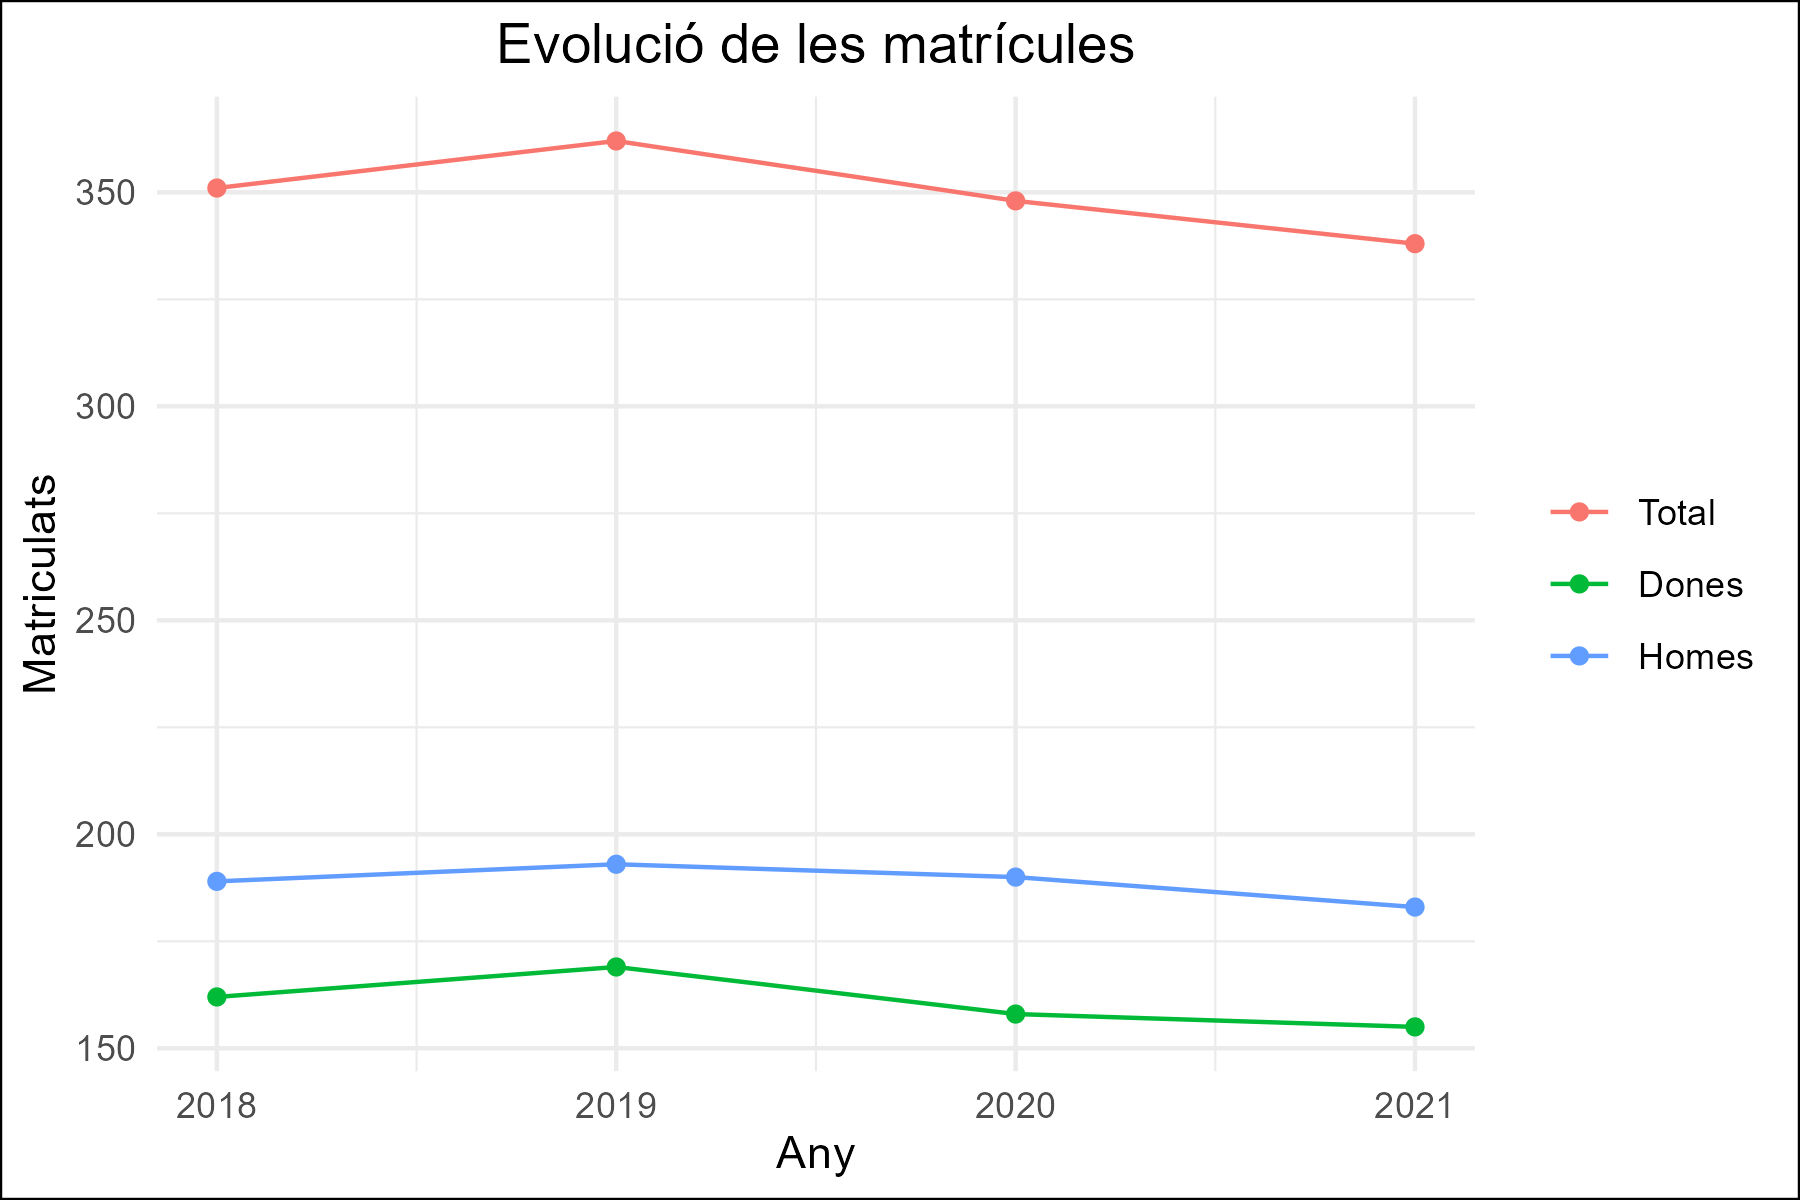 Evolució de les matrícules
350
300
250
200
150
Matriculats
2018 2019 2020 2021
Any
Total
Dones
Homes